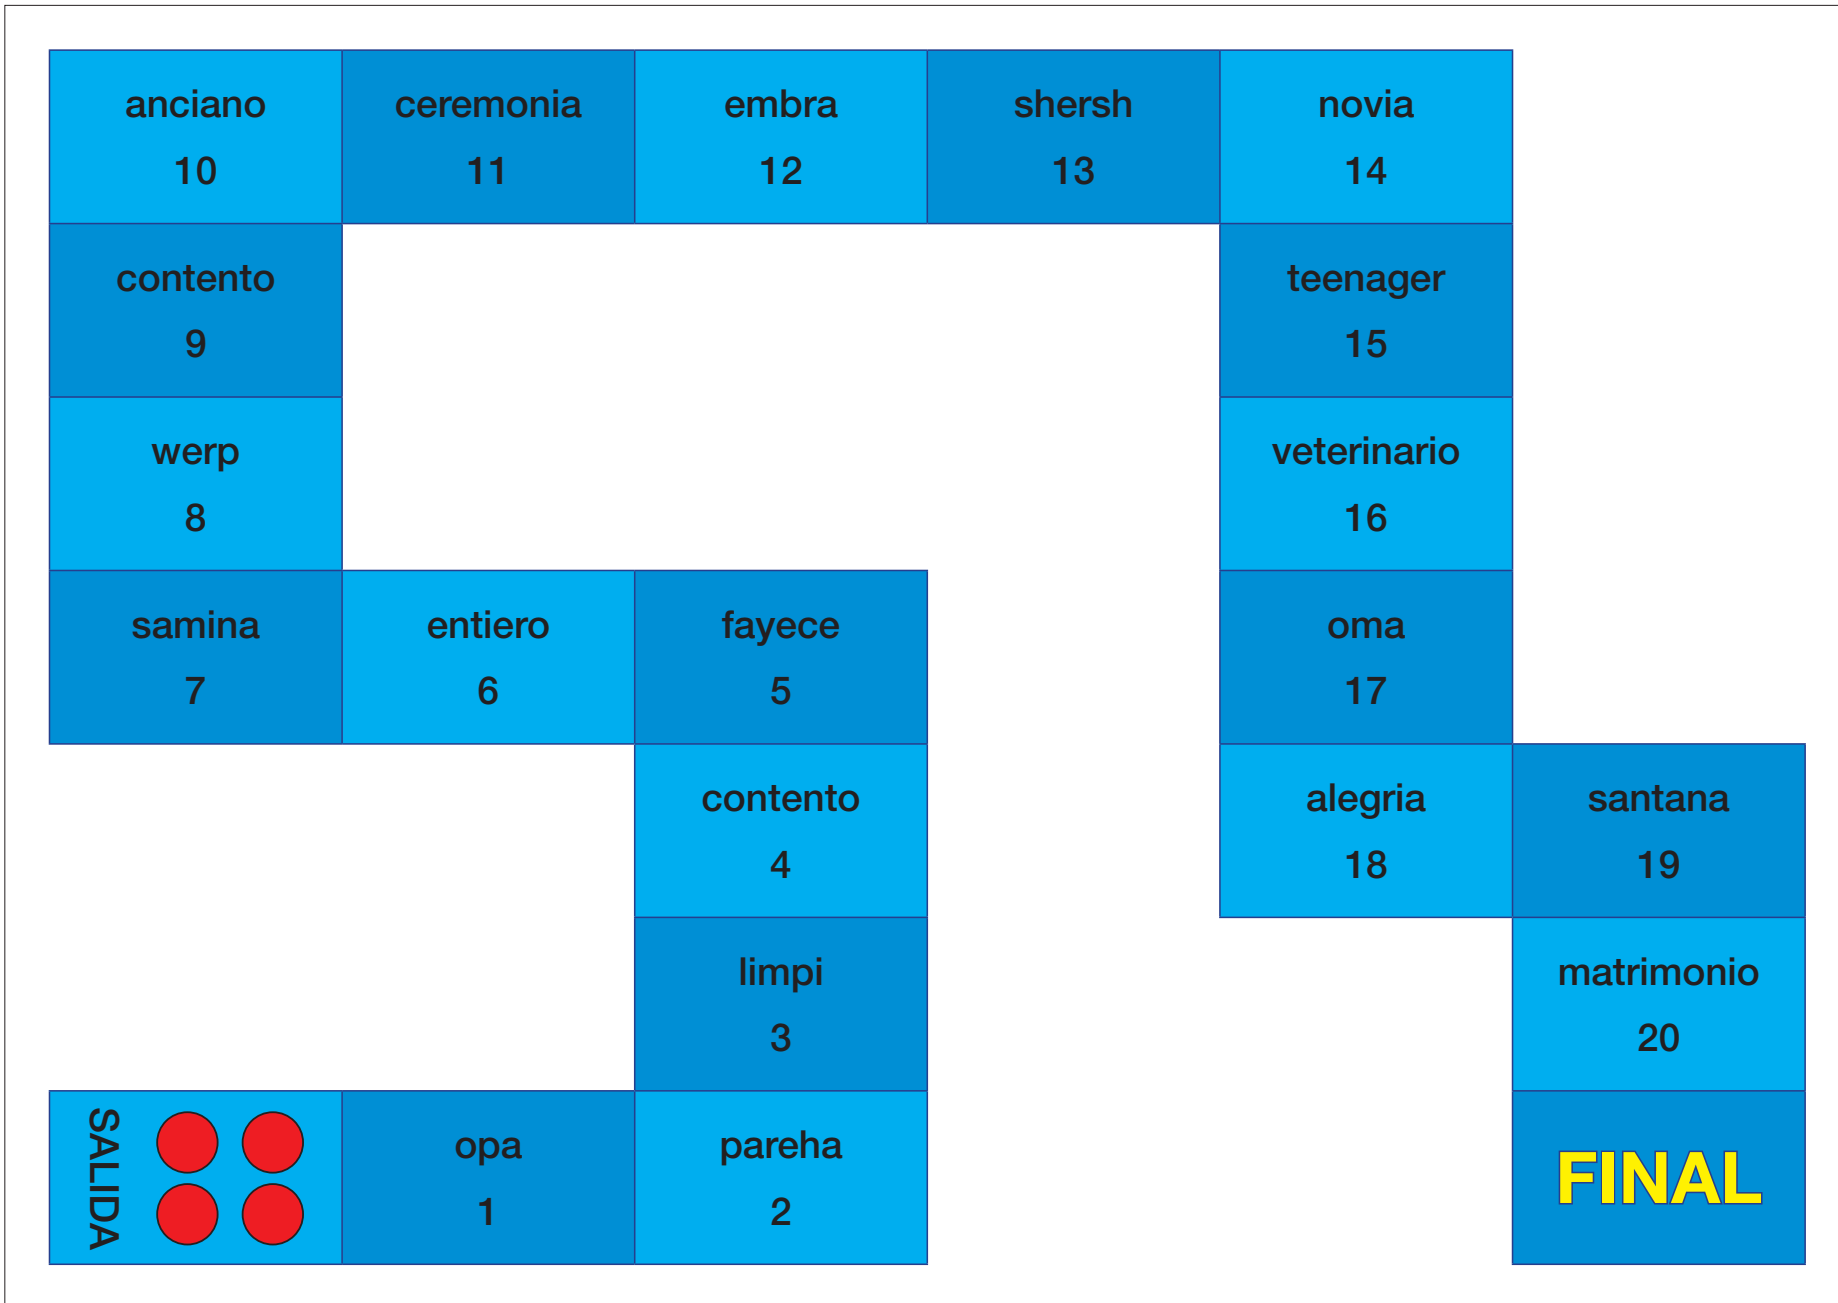 anciano
10
ceremonia
11
embra
12
shersh
13
novia
14
contento
9
teenager
15
werp
8
veterinario
16
samina
7
entiero
6
fayece
5
oma
17
contento
4
alegria
18
santana
19
limpi
3
matrimonio
20
SALIDA
opa
1
pareha
2
FINAL